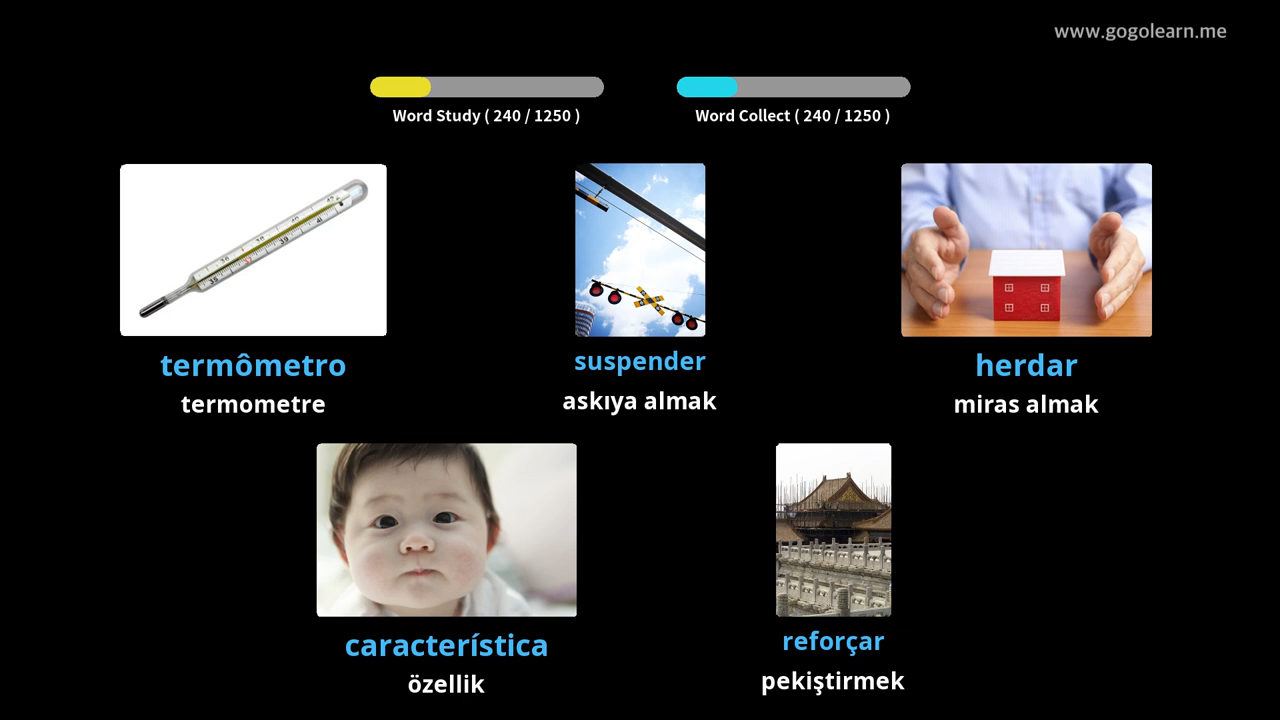 www.gogolearn.me
Word Study ( 240 / 1250 )
Word Collect ( 240 / 1250 )
termômetro
termometre
suspender
askıya almak
herdar
miras almak
característica
özellik
reforçar
pekiştirmek